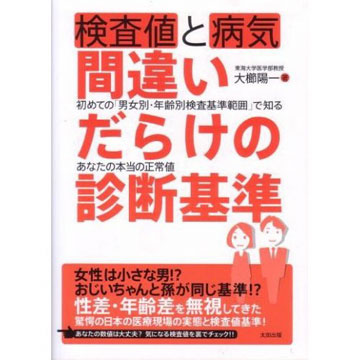 検査値と病気
間違い
東海大学医学部教授
大櫛陽一 著
初めての「男女別・年齢別検査基準範囲」で知る
だらけの
あなたの本当の正常値
診断基準
女性は小さな男!?
おじいちゃんと孫が同じ基準!?
性差・年齢差を無視してきた
驚愕の日本の医療現場の実態と検査値基準!
あなたの数値は大丈夫? 気になる検査値を裏でチェック!!
太田出版